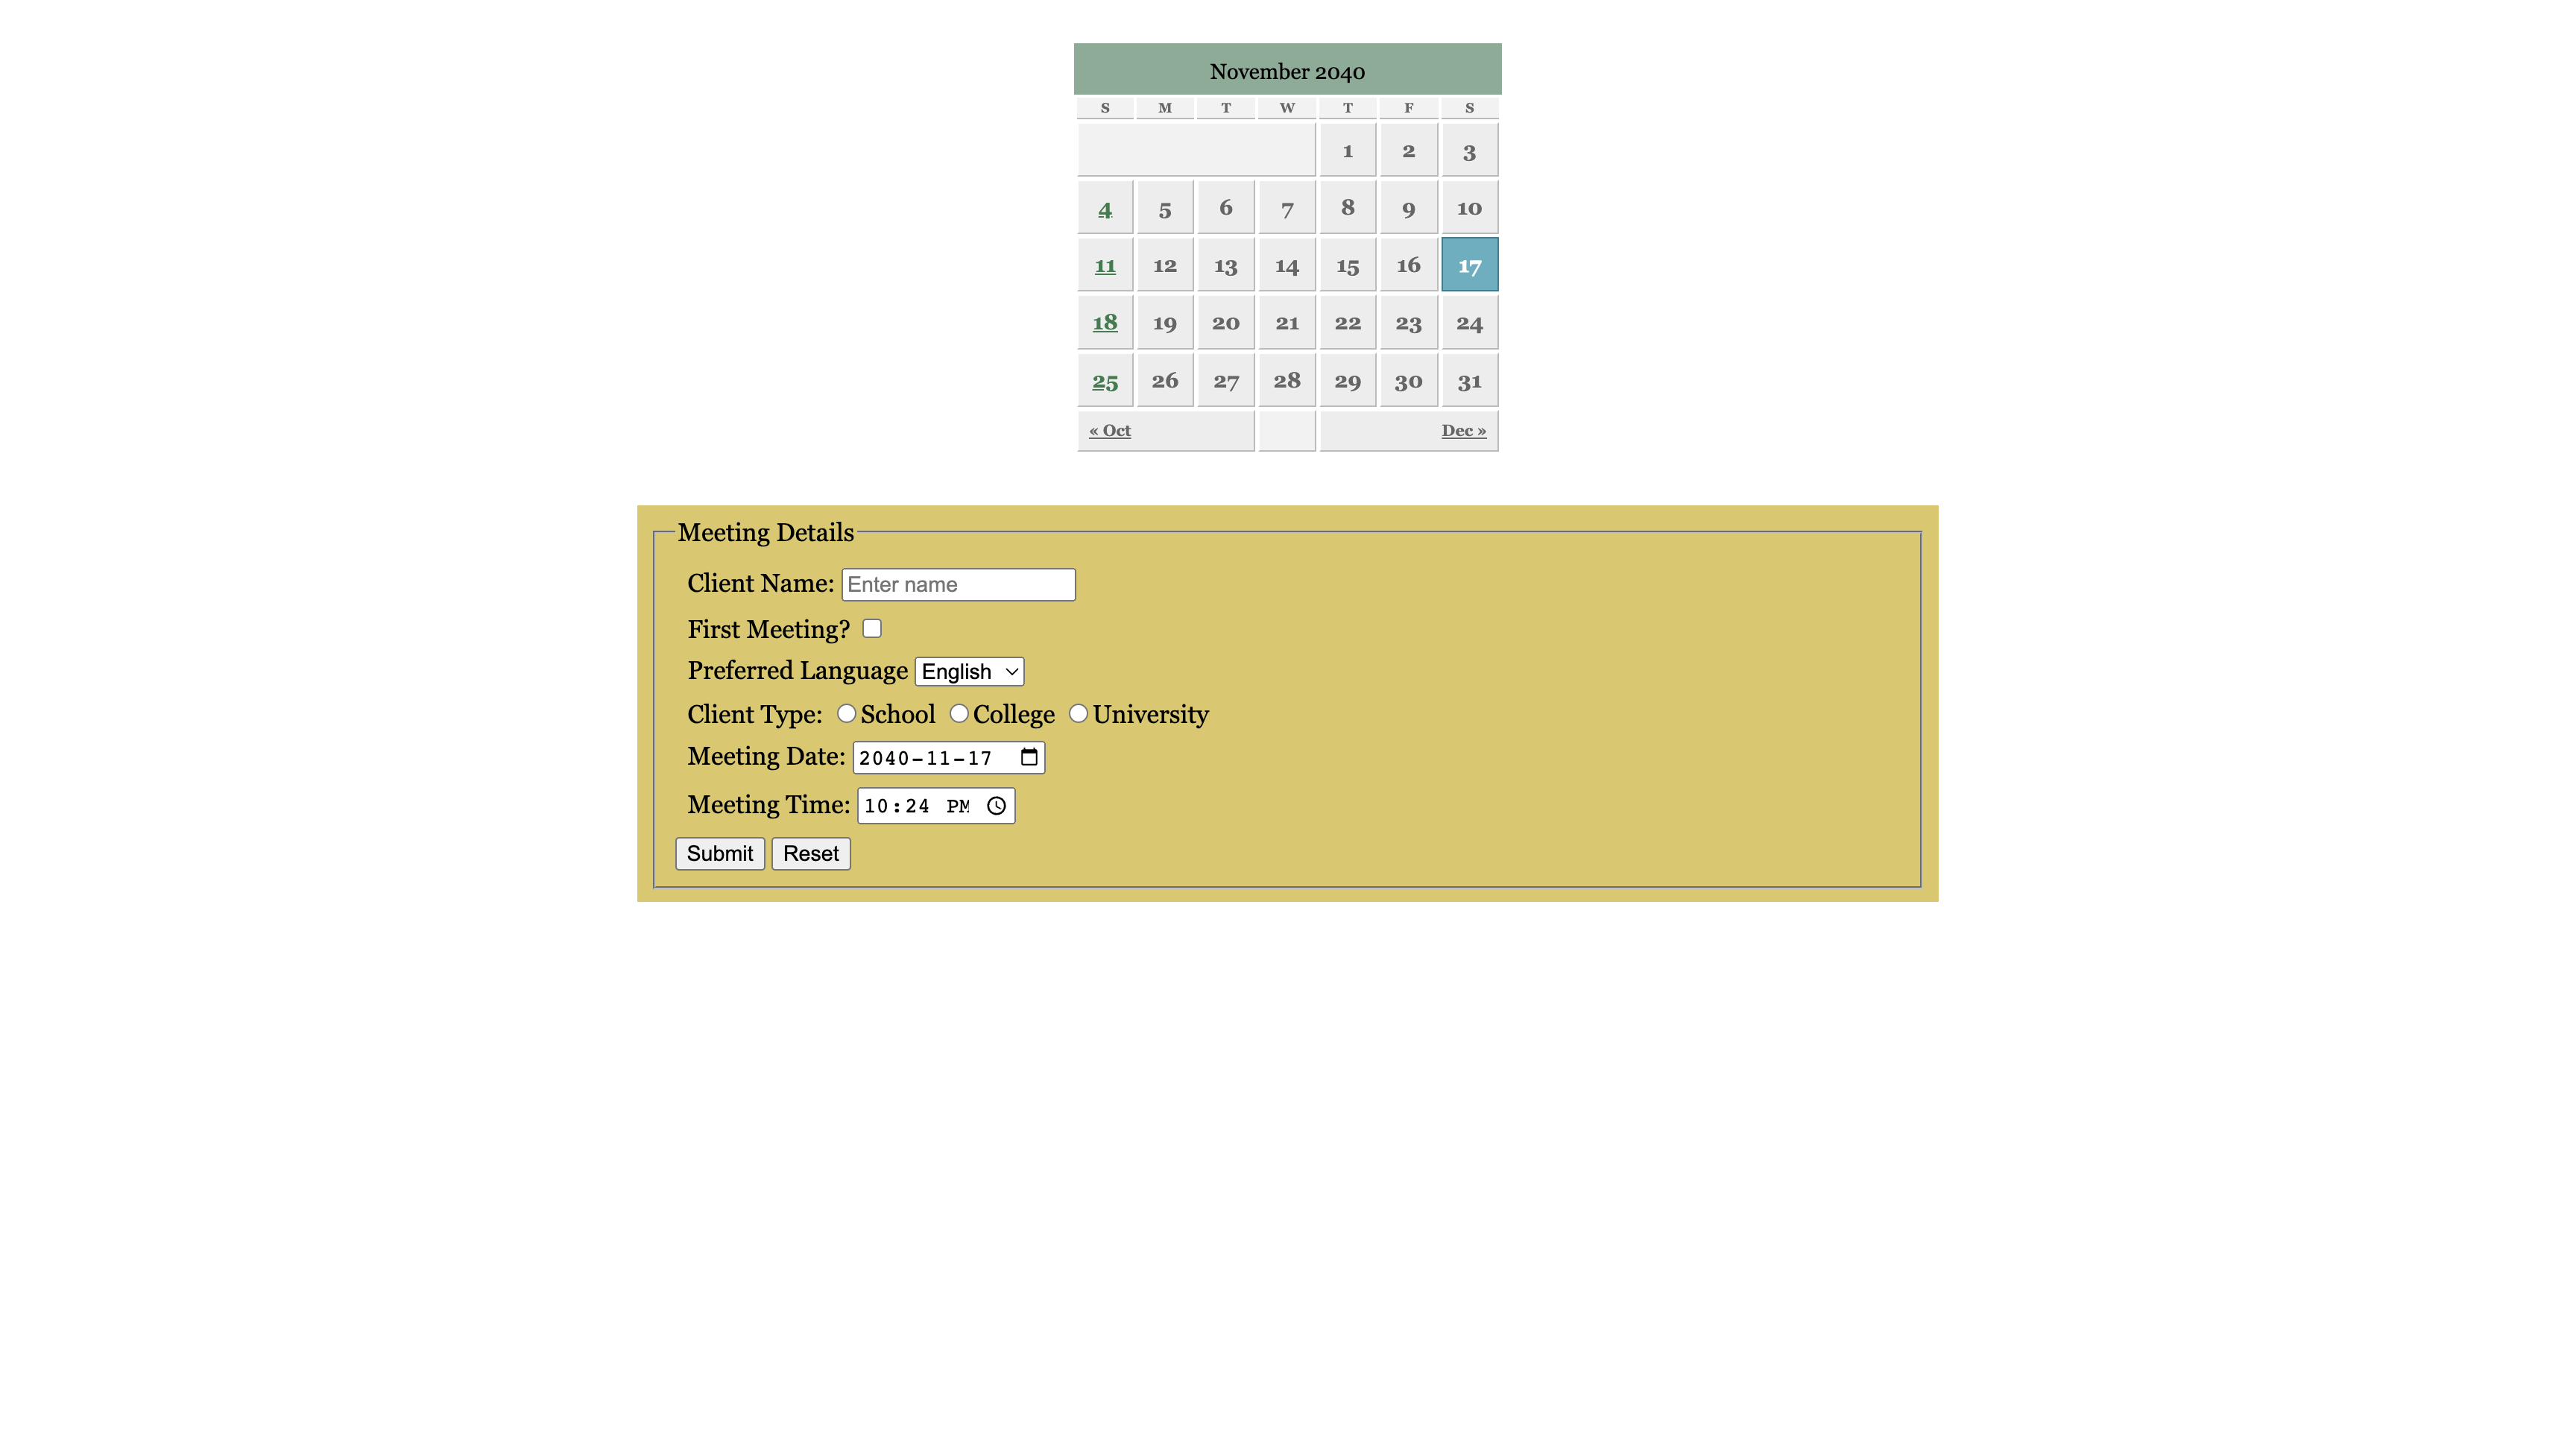 November 2040
S M T W T F S
1 2 3
4 5 6 7 8 9 10
11 12 13 14 15 16 17
18 19 20 21 22 23 24
25 26 27 28 29 30 31
« Oct Dec »
Meeting Details
Client Name: Enter name
First Meeting?
Preferred Language English
Client Type: School College University
Meeting Date: 2040-11-17
Meeting Time: 10:24 PM
Submit Reset